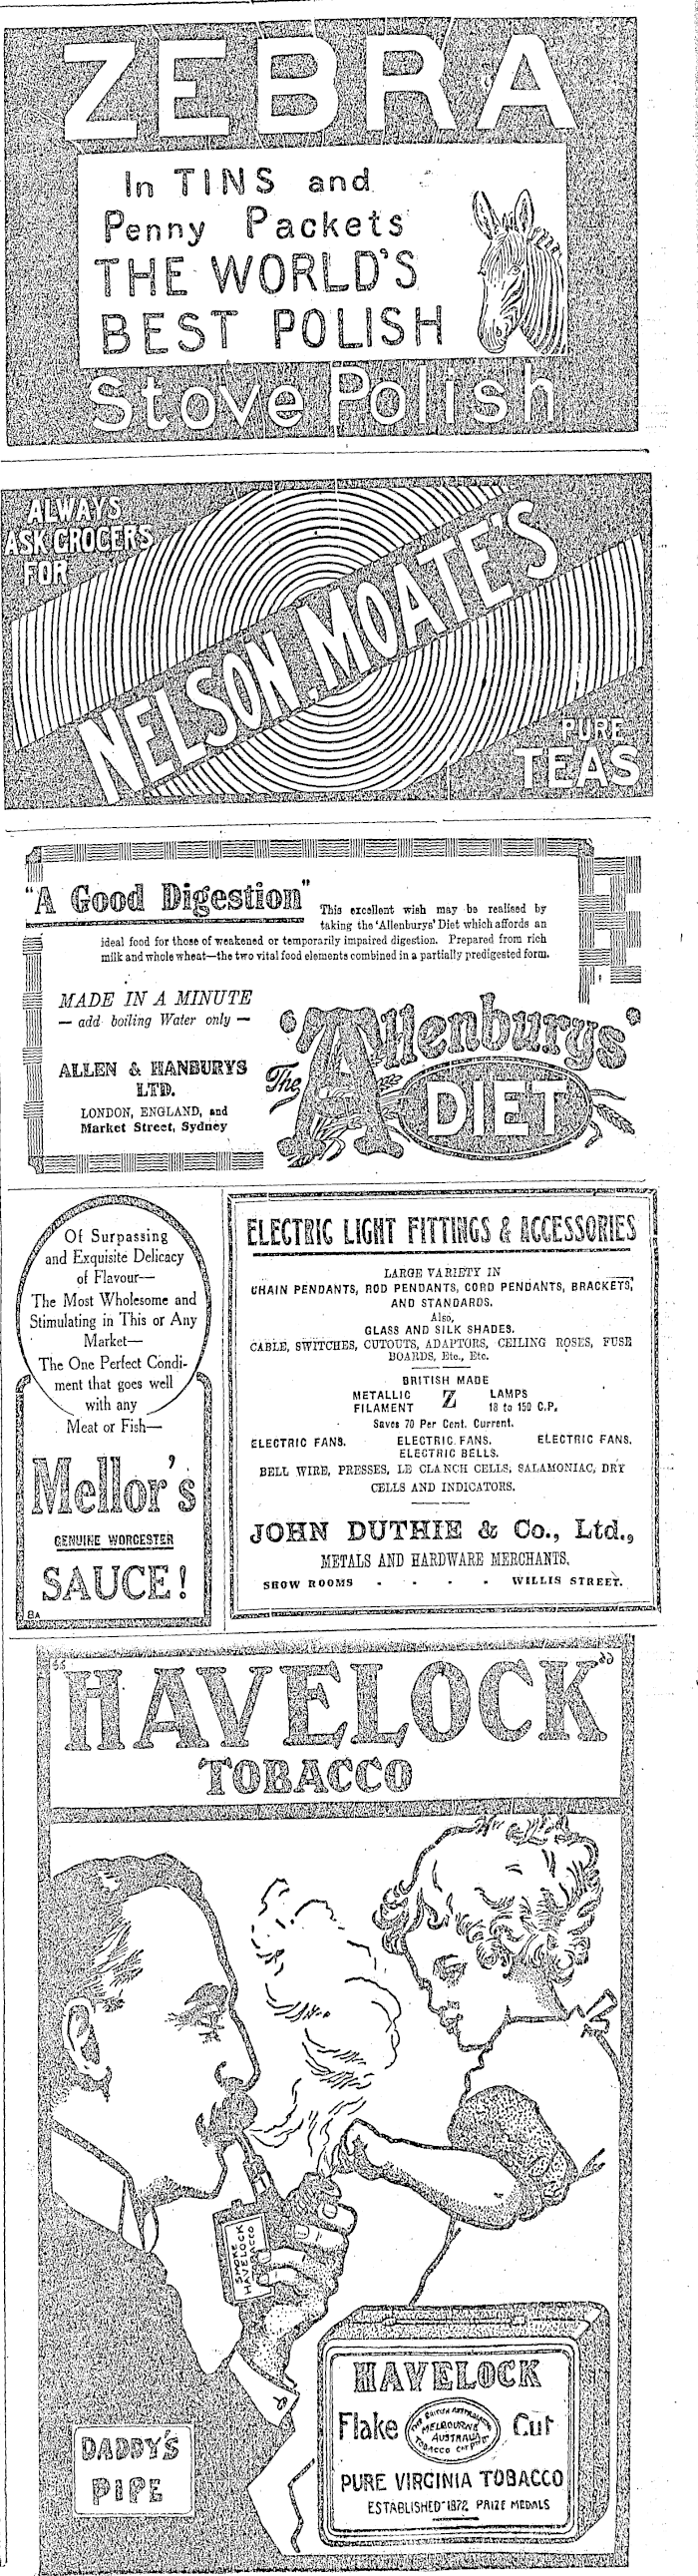 ZEBRA
In TINS and
Penny Packets
THE WORLD'S
BEST POLISH
Stove Polish
ALWAYS
ASK GROCERS
FOR
NELSON, MOATE'S
PURE
TEAS
"A Good Digestion"
This excellent wish may be realised by
taking the 'Allenburys' Diet which affords an
ideal food for those of weakened or temporarily impaired digestion. Prepared from rich
milk and whole wheat—the two vital food elements combined in a partially predigested form.
MADE IN A MINUTE
— add boiling Water only —
ALLEN & HANBURYS
LTD.
LONDON, ENGLAND, and
Market Street, Sydney
The 'Allenburys'
DIET
Of Surpassing
and Exquisite Delicacy
of Flavour—
The Most Wholesome and
Stimulating in This or Any
Market—
The One Perfect Condi-
ment that goes well
with any
Meat or Fish—
Mellor's
GENUINE WORCESTER
SAUCE!
8A
ELECTRIC LIGHT FITTINGS & ACCESSORIES
LARGE VARIETY IN
CHAIN PENDANTS, ROD PENDANTS, CORD PENDANTS, BRACKETS,
AND STANDARDS.
Also,
GLASS AND SILK SHADES.
CABLE, SWITCHES, CUTOUTS, ADAPTORS, CEILING ROSES, FUSE
BOARDS, Etc., Etc.
BRITISH MADE
METALLIC Z LAMPS
FILAMENT 18 to 150 C.P.
Saves 70 Per Cent. Current.
ELECTRIC FANS. ELECTRIC FANS. ELECTRIC FANS.
ELECTRIC BELLS.
BELL WIRE, PRESSES, LE CLANCH CELLS, SALAMONIAC, DRY
CELLS AND INDICATORS.
JOHN DUTHIE & Co., Ltd.,
METALS AND HARDWARE MERCHANTS.
SHOW ROOMS - - - - WILLIS STREET.
"HAVELOCK"
TOBACCO
SMOKE
HAVELOCK
TOBACCO
DADDY'S
PIPE
HAVELOCK
Flake Cut
THE BRITISH AUSTRALASIAN
MELBOURNE
AUSTRALIA
TOBACCO
PURE VIRGINIA TOBACCO
ESTABLISHED 1872 PRIZE MEDALS